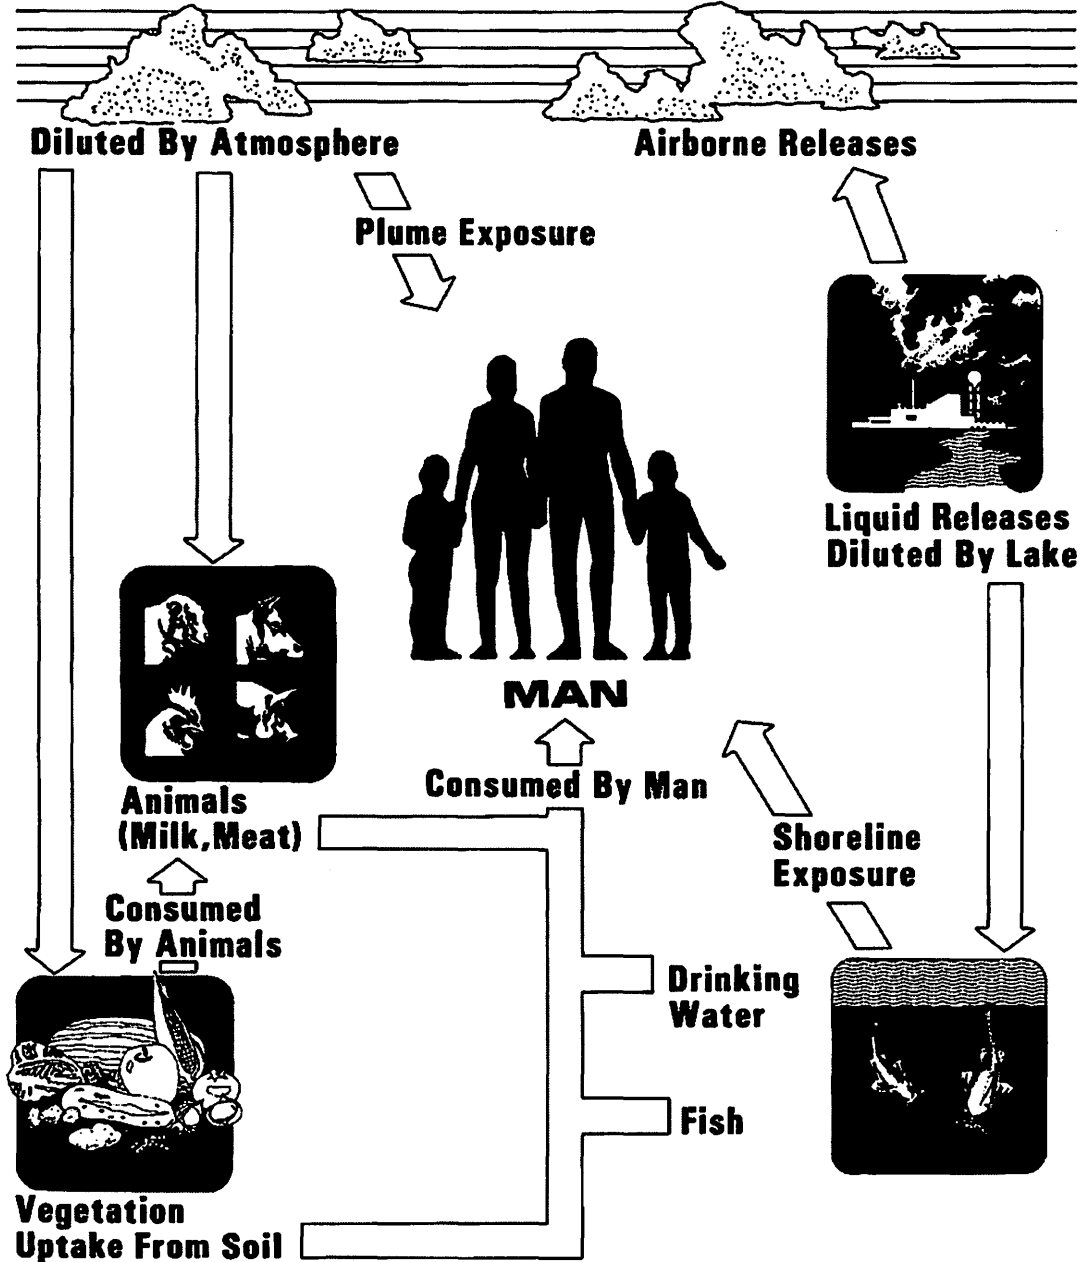 Diluted By Atmosphere
Airborne Releases
Plume Exposure
Liquid Releases
Diluted By Lake
MAN
Consumed By Man
Animals
(Milk,Meat)
Shoreline
Exposure
Consumed
By Animals
Drinking
Water
Fish
Vegetation
Uptake From Soil